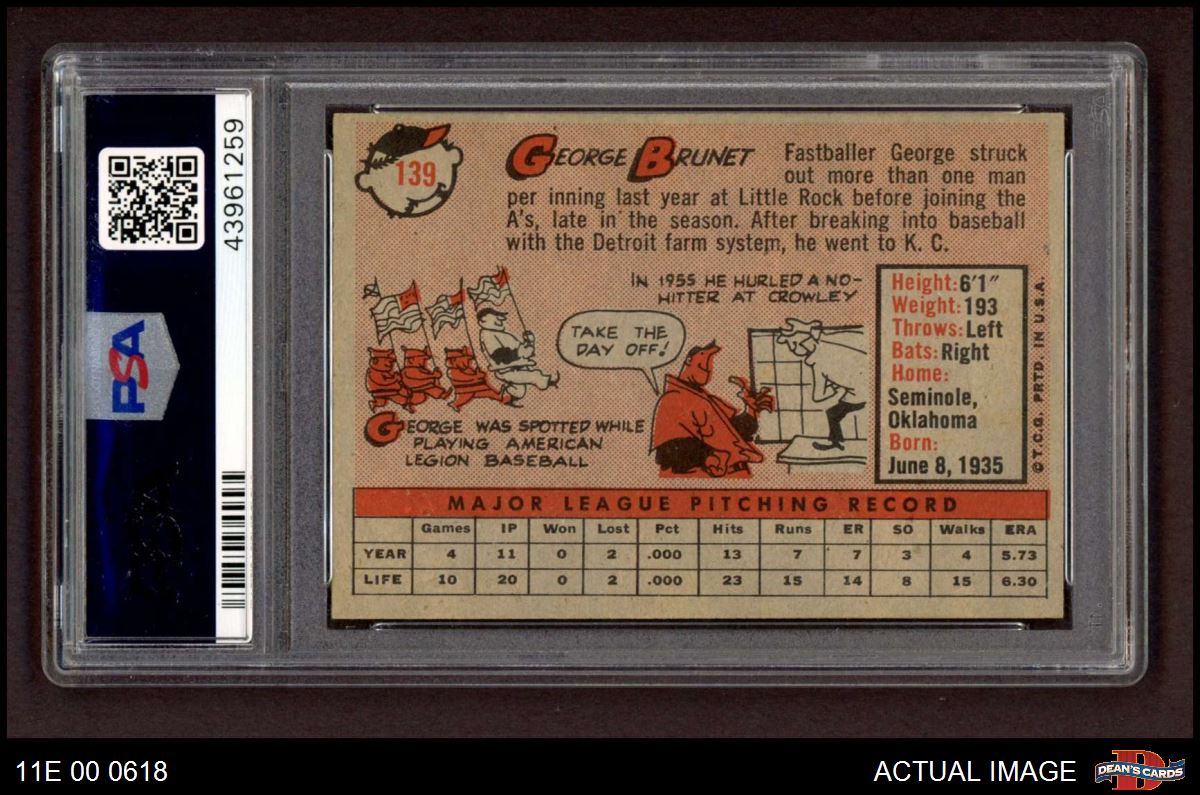 43961259
PSA
139
GEORGE BRUNET
Fastballer George struck
out more than one man
per inning last year at Little Rock before joining the
A's, late in the season. After breaking into baseball
with the Detroit farm system, he went to K. C.
IN 1955 HE HURLED A NO-
HITTER AT CROWLEY
TAKE THE
DAY OFF!
GEORGE WAS SPOTTED WHILE
PLAYING AMERICAN
LEGION BASEBALL
Height: 6'1"
Weight: 193
Throws: Left
Bats: Right
Home:
Seminole,
Oklahoma
Born:
June 8, 1935
© T.C.G. PRTD. IN U.S.A.
MAJOR LEAGUE PITCHING RECORD
Games IP Won Lost Pct Hits Runs ER SO Walks ERA
YEAR 4 11 0 2 .000 13 7 7 3 4 5.73
LIFE 10 20 0 2 .000 23 15 14 8 15 6.30
11E 00 0618
ACTUAL IMAGE
D
DEAN'S CARDS